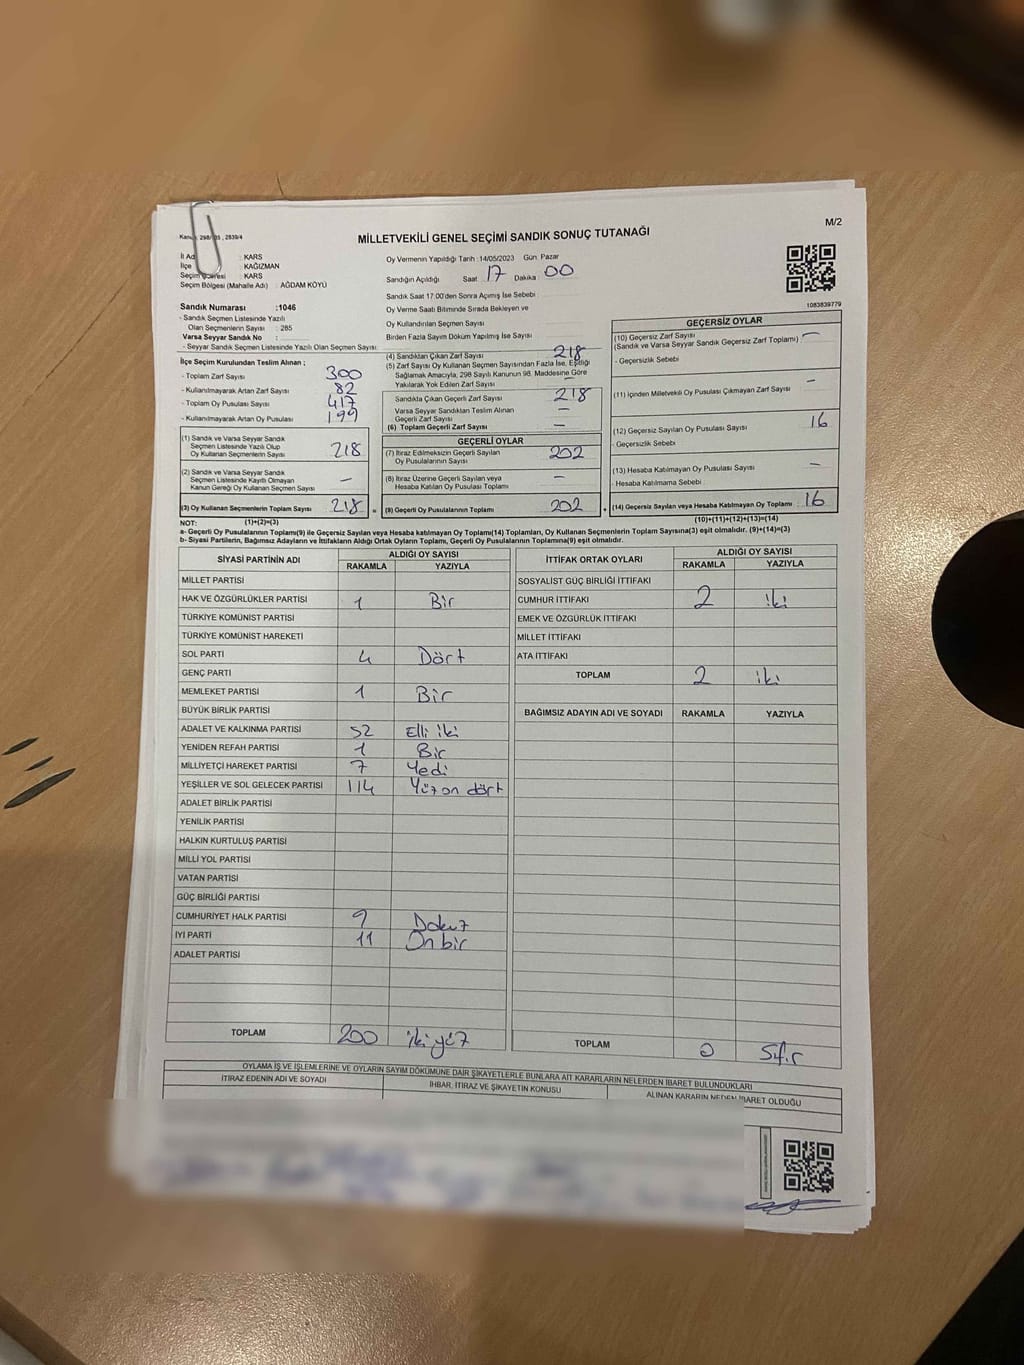 M/2
298/ , 2839/4
MİLLETVEKİLİ GENEL SEÇİMİ SANDIK SONUÇ TUTANAĞI
İl Ad : KARS
İlçe : KAĞIZMAN
Seçim : KARS
Seçim Bölgesi (Mahalle Adı) : AĞDAM KÖYÜ
Sandık Numarası :1046
- Sandık Seçmen Listesinde Yazılı
Olan Seçmenlerin Sayısı : 285
Varsa Seyyar Sandık No :
- Seyyar Sandık Seçmen Listesinde Yazılı Olan Seçmen Sayısı
Oy Vermenin Yapıldığı Tarih :14/05/2023 Gün Pazar
Sandığın Açıldığı Saat 17 Dakika 00
Sandık Saat 17:00'den Sonra Açımış İse Sebebi
Oy Verme Saati Bitiminde Sırada Bekleyen ve
Oy Kullandırılan Seçmen Sayısı
Birden Fazla Sayım Döküm Yapılmış İse Sayısı
1083839779
İlçe Seçim Kurulundan Teslim Alınan ;
- Toplam Zarf Sayısı 300
- Kullanılmayarak Artan Zarf Sayısı 82
- Toplam Oy Pusulası Sayısı 417
- Kullanılmayarak Artan Oy Pusulası 199
(1) Sandık ve Varsa Seyyar Sandık
Seçmen Listesinde Yazılı Olup
Oy Kullanan Seçmenlerin Sayısı 218
(2) Sandık ve Varsa Seyyar Sandık
Seçmen Listesinde Kayıtlı Olmayan
Kanun Gereği Oy Kullanan Seçmen Sayısı —
(3) Oy Kullanan Seçmenlerin Toplam Sayısı 218 =
(1)+(2)=(3)
(4) Sandıktan Çıkan Zarf Sayısı 218
(5) Zarf Sayısı Oy Kullanan Seçmen Sayısından Fazla İse, Eşitliği
Sağlamak Amacıyla, 298 Sayılı Kanunun 98. Maddesine Göre
Yakılarak Yok Edilen Zarf Sayısı —
Sandıkta Çıkan Geçerli Zarf Sayısı 218
Varsa Seyyar Sandıktan Teslim Alınan
Geçerli Zarf Sayısı —
(6) Toplam Geçerli Zarf Sayısı —
GEÇERLİ OYLAR
(7) İtiraz Edilmeksizin Geçerli Sayılan
Oy Pusulalarının Sayısı 202
(8) İtiraz Üzerine Geçerli Sayılan veya
Hesaba Katılan Oy Pusulası Toplamı —
(9) Geçerli Oy Pusulalarının Toplamı 202 +
GEÇERSİZ OYLAR
(10) Geçersiz Zarf Sayısı
(Sandık ve Varsa Seyyar Sandık Geçersiz Zarf Toplamı) —
- Geçersizlik Sebebi
(11) İçinden Milletvekili Oy Pusulası Çıkmayan Zarf Sayısı —
(12) Geçersiz Sayılan Oy Pusulası Sayısı 16
- Geçersizlik Sebebi
(13) Hesaba Katılmayan Oy Pusulası Sayısı —
- Hesaba Katılmama Sebebi
(14) Geçersiz Sayılan veya Hesaba Katılmayan Oy Toplamı 16
(10)+(11)+(12)+(13)=(14)
NOT:
a- Geçerli Oy Pusulalarının Toplamı(9) ile Geçersiz Sayılan veya Hesaba katılmayan Oy Toplamı(14) Toplamları, Oy Kullanan Seçmenlerin Toplam Sayısına(3) eşit olmalıdır. (9)+(14)=(3)
b- Siyasi Partilerin, Bağımsız Adayların ve İttifakların Aldığı Ortak Oyların Toplamı, Geçerli Oy Pusulalarının Toplamına(9) eşit olmalıdır.
SİYASİ PARTİNİN ADI ALDIĞI OY SAYISI
RAKAMLA YAZIYLA
MİLLET PARTİSİ
HAK VE ÖZGÜRLÜKLER PARTİSİ 1 Bir
TÜRKİYE KOMÜNİST PARTİSİ
TÜRKİYE KOMÜNİST HAREKETİ
SOL PARTİ 4 Dört
GENÇ PARTİ
MEMLEKET PARTİSİ 1 Bir
BÜYÜK BİRLİK PARTİSİ
ADALET VE KALKINMA PARTİSİ 52 Elli iki
YENİDEN REFAH PARTİSİ 1 Bir
MİLLİYETÇİ HAREKET PARTİSİ 7 Yedi
YEŞİLLER VE SOL GELECEK PARTİSİ 114 Yüz on dört
ADALET BİRLİK PARTİSİ
YENİLİK PARTİSİ
HALKIN KURTULUŞ PARTİSİ
MİLLİ YOL PARTİSİ
VATAN PARTİSİ
GÜÇ BİRLİĞİ PARTİSİ
CUMHURİYET HALK PARTİSİ 9 Dokuz
İYİ PARTİ 11 On bir
ADALET PARTİSİ
TOPLAM 200 iki yüz
İTTİFAK ORTAK OYLARI ALDIĞI OY SAYISI
RAKAMLA YAZIYLA
SOSYALİST GÜÇ BİRLİĞİ İTTİFAKI
CUMHUR İTTİFAKI 2 iki
EMEK VE ÖZGÜRLÜK İTTİFAKI
MİLLET İTTİFAKI
ATA İTTİFAKI
TOPLAM 2 iki
BAĞIMSIZ ADAYIN ADI VE SOYADI RAKAMLA YAZIYLA
TOPLAM 0 Sıfır
OYLAMA İŞ VE İŞLEMLERİNE VE OYLARIN SAYIM DÖKÜMÜNE DAİR ŞİKAYETLERLE BUNLARA AİT KARARLARIN NELERDEN İBARET BULUNDUKLARI
İTİRAZ EDENİN ADI VE SOYADI İHBAR, İTİRAZ VE ŞİKAYETİN KONUSU ALINAN KARARIN NEDEN İBARET OLDUĞU